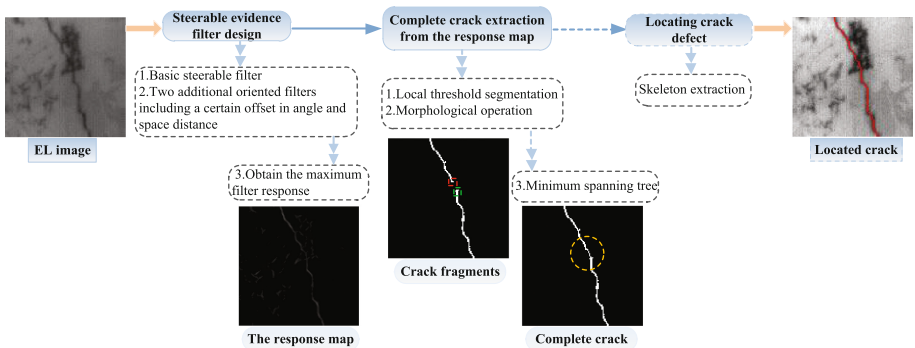 Steerable evidence
filter design
Complete crack extraction
from the response map
Locating crack
defect
1.Basic steerable filter
2.Two additional oriented filters
including a certain offset in angle and
space distance
1.Local threshold segmentation
2.Morphological operation
Skeleton extraction
EL image
Located crack
3.Obtain the maximum
filter response
3.Minimum spanning tree
Crack fragments
The response map
Complete crack